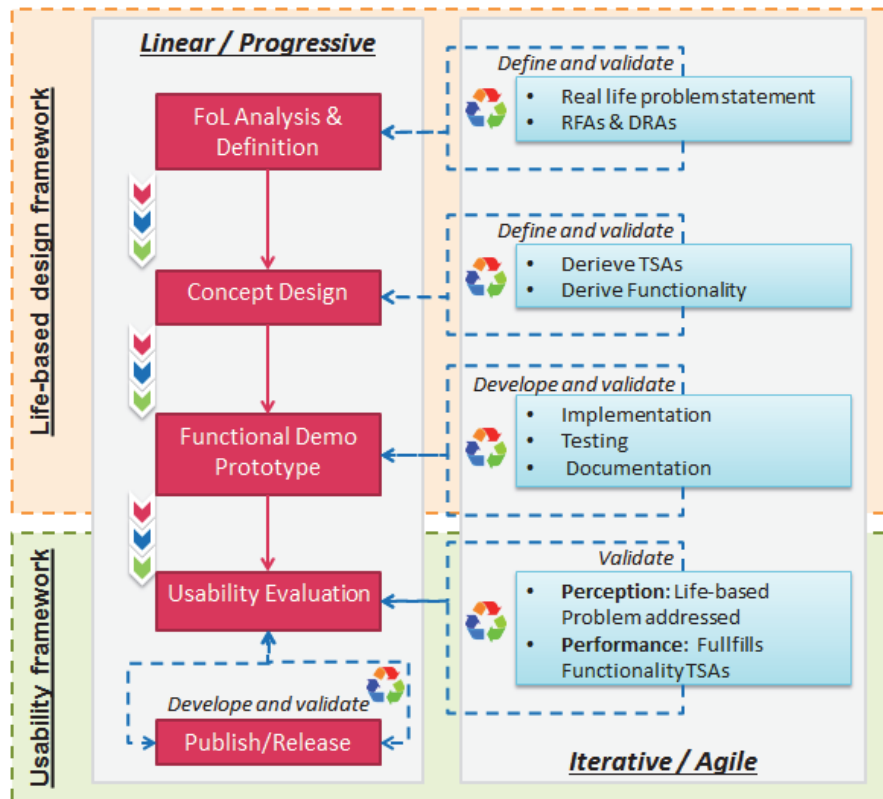 Life-based design framework
Usability framework
Linear / Progressive
FoL Analysis &
Definition
Concept Design
Functional Demo
Prototype
Usability Evaluation
Develope and validate
Publish/Release
Define and validate
• Real life problem statement
• RFAs & DRAs
Define and validate
• Derieve TSAs
• Derive Functionality
Develope and validate
• Implementation
• Testing
• Documentation
Validate
• Perception: Life-based
Problem addressed
• Performance: Fullfills
FunctionalityTSAs
Iterative / Agile